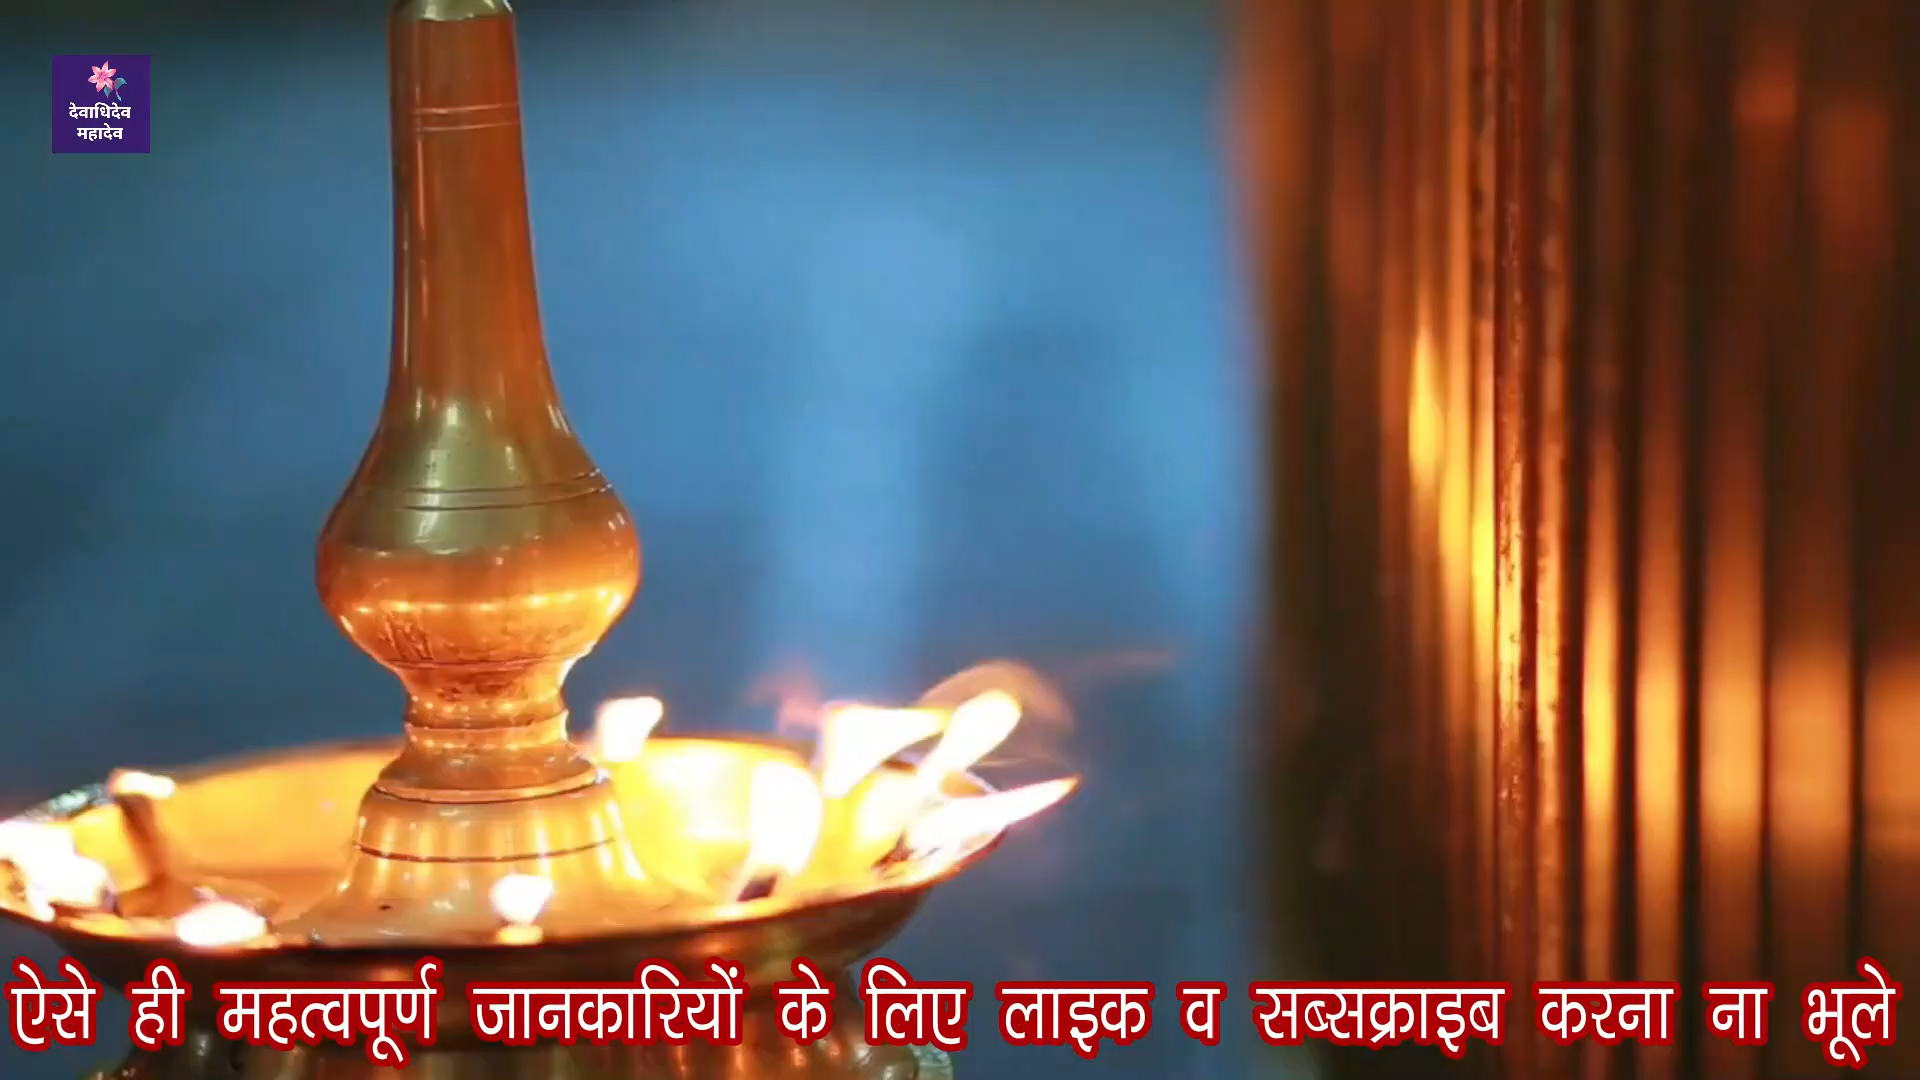 देवाधिदेव
महादेव
ऐसे ही महत्वपूर्ण जानकारियों के लिए लाइक व सब्सक्राइब करना ना भूले